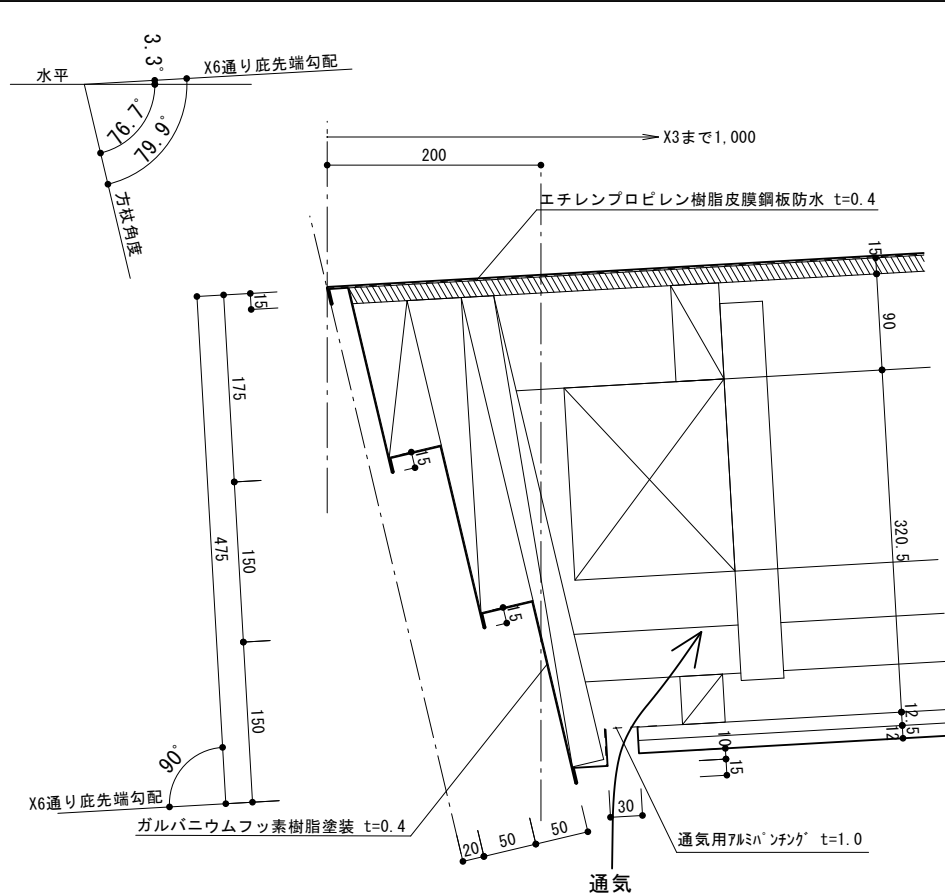 3.3°
水平
X6通り庇先端勾配
76.7°
79.9°
方杖角度
X3まで1,000
200
エチレンプロピレン樹脂皮膜鋼板防水 t=0.4
15
90
15
175
15
475
150
320.5
15
150
12.5
12
10
15
90°
X6通り庇先端勾配
ガルバニウムフッ素樹脂塗装 t=0.4
30
通気用アルミパンチング t=1.0
20
50
50
通気